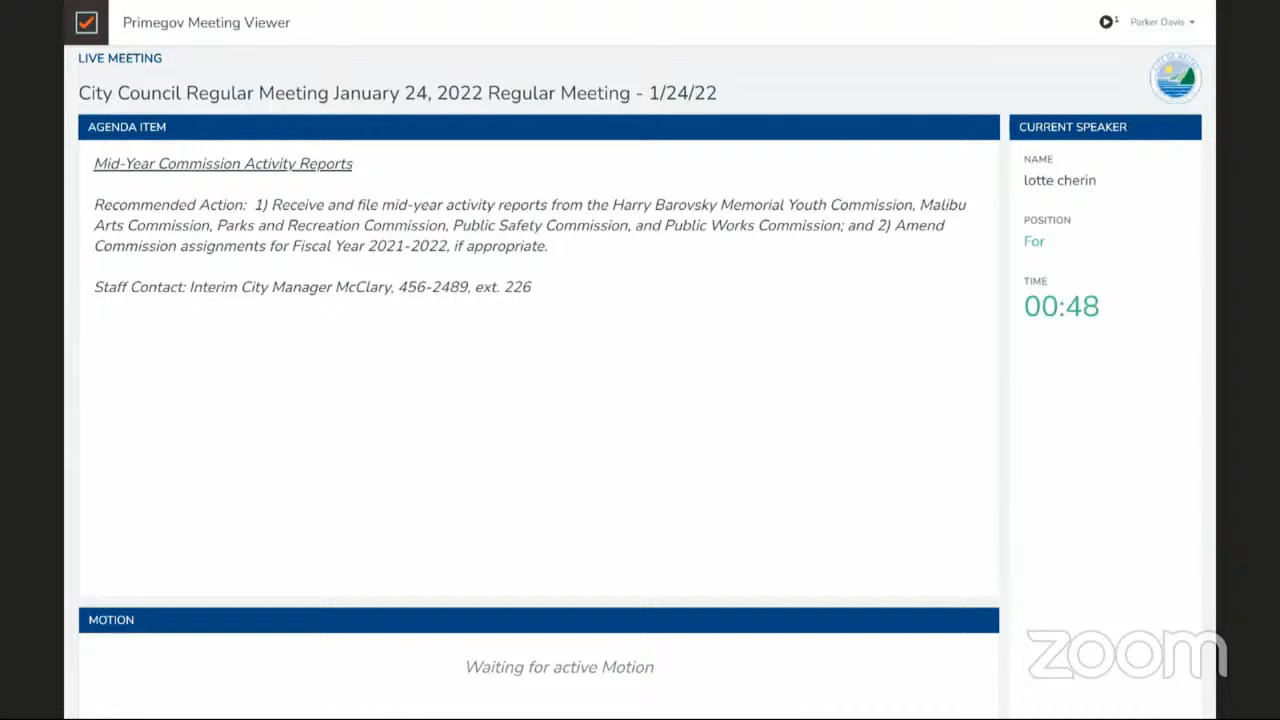 Primegov Meeting Viewer
1
Parker Davis
LIVE MEETING
City Council Regular Meeting January 24, 2022 Regular Meeting - 1/24/22
AGENDA ITEM
Mid-Year Commission Activity Reports
Recommended Action: 1) Receive and file mid-year activity reports from the Harry Barovsky Memorial Youth Commission, Malibu
Arts Commission, Parks and Recreation Commission, Public Safety Commission, and Public Works Commission; and 2) Amend
Commission assignments for Fiscal Year 2021-2022, if appropriate.
Staff Contact: Interim City Manager McClary, 456-2489, ext. 226
MOTION
Waiting for active Motion
CURRENT SPEAKER
NAME
lotte cherin
POSITION
For
TIME
00:48
zoom